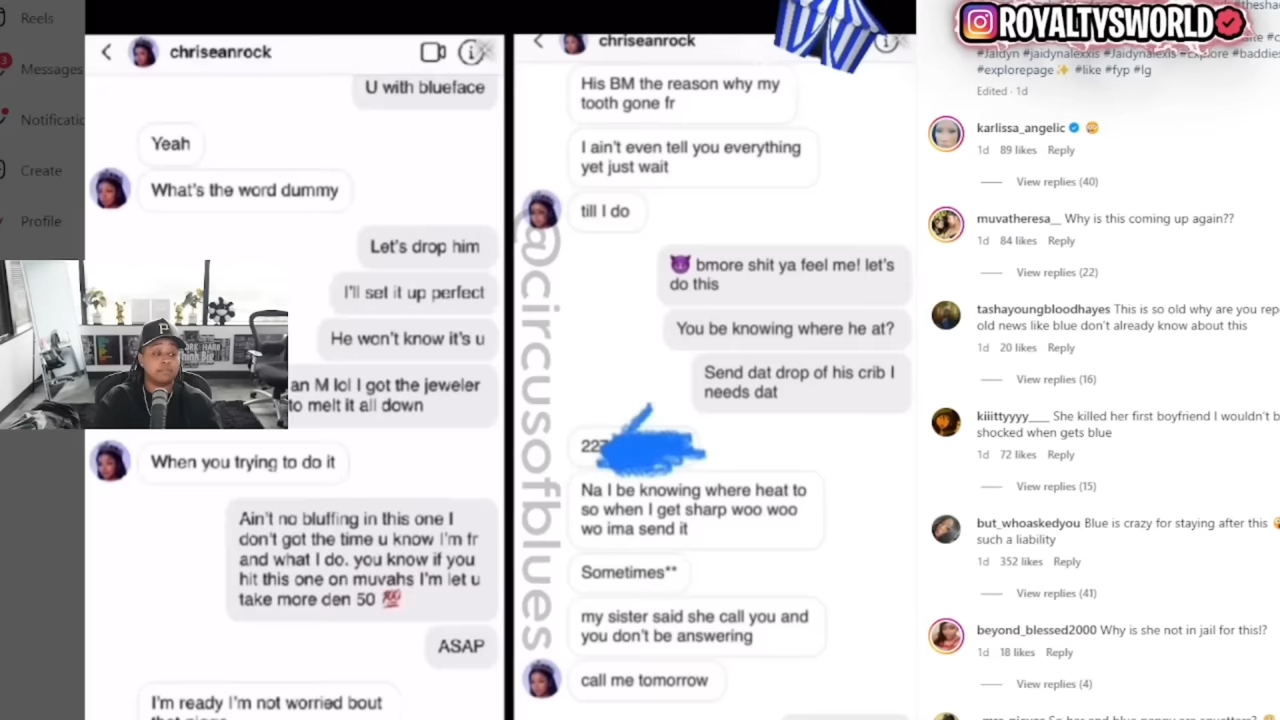 Reels
Messages
3
Notificatio
Create
Profile
chriseanrock
U with blueface
Yeah
What's the word dummy
Let's drop him
I'll set it up perfect
He won't know it's u
an M lol I got the jeweler
to melt it all down
When you trying to do it
Ain't no bluffing in this one I
don't got the time u know I'm fr
and what I do. you know if you
hit this one on muvahs I'm let u
take more den 50 💯
ASAP
I'm ready I'm not worried bout
P
Think Big
chriseanrock
His BM the reason why my
tooth gone fr
I ain't even tell you everything
yet just wait
till I do
😈 bmore shit ya feel me! let's
do this
You be knowing where he at?
Send dat drop of his crib I
needs dat
227
Na I be knowing where heat to
so when I get sharp woo woo
wo ima send it
Sometimes**
my sister said she call you and
you don't be answering
call me tomorrow
@circusofblues
ROYALTYSWORLD
#Jaidyn #jaidynalexxis #Jaidynalexis #explore #baddies
#explorepage✨ #like #fyp #Ig
Edited · 1d
karlissa_angelic
1d 89 likes Reply
View replies (40)
muvatheresa__ Why is this coming up again??
1d 84 likes Reply
View replies (22)
tashayoungbloodhayes This is so old why are you rep
old news like blue don't already know about this
1d 20 likes Reply
View replies (16)
kiiittyyyy____ She killed her first boyfriend I wouldn't b
shocked when gets blue
1d 72 likes Reply
View replies (15)
but_whoaskedyou Blue is crazy for staying after this
such a liability
1d 352 likes Reply
View replies (41)
beyond_blessed2000 Why is she not in jail for this!?
1d 18 likes Reply
View replies (4)